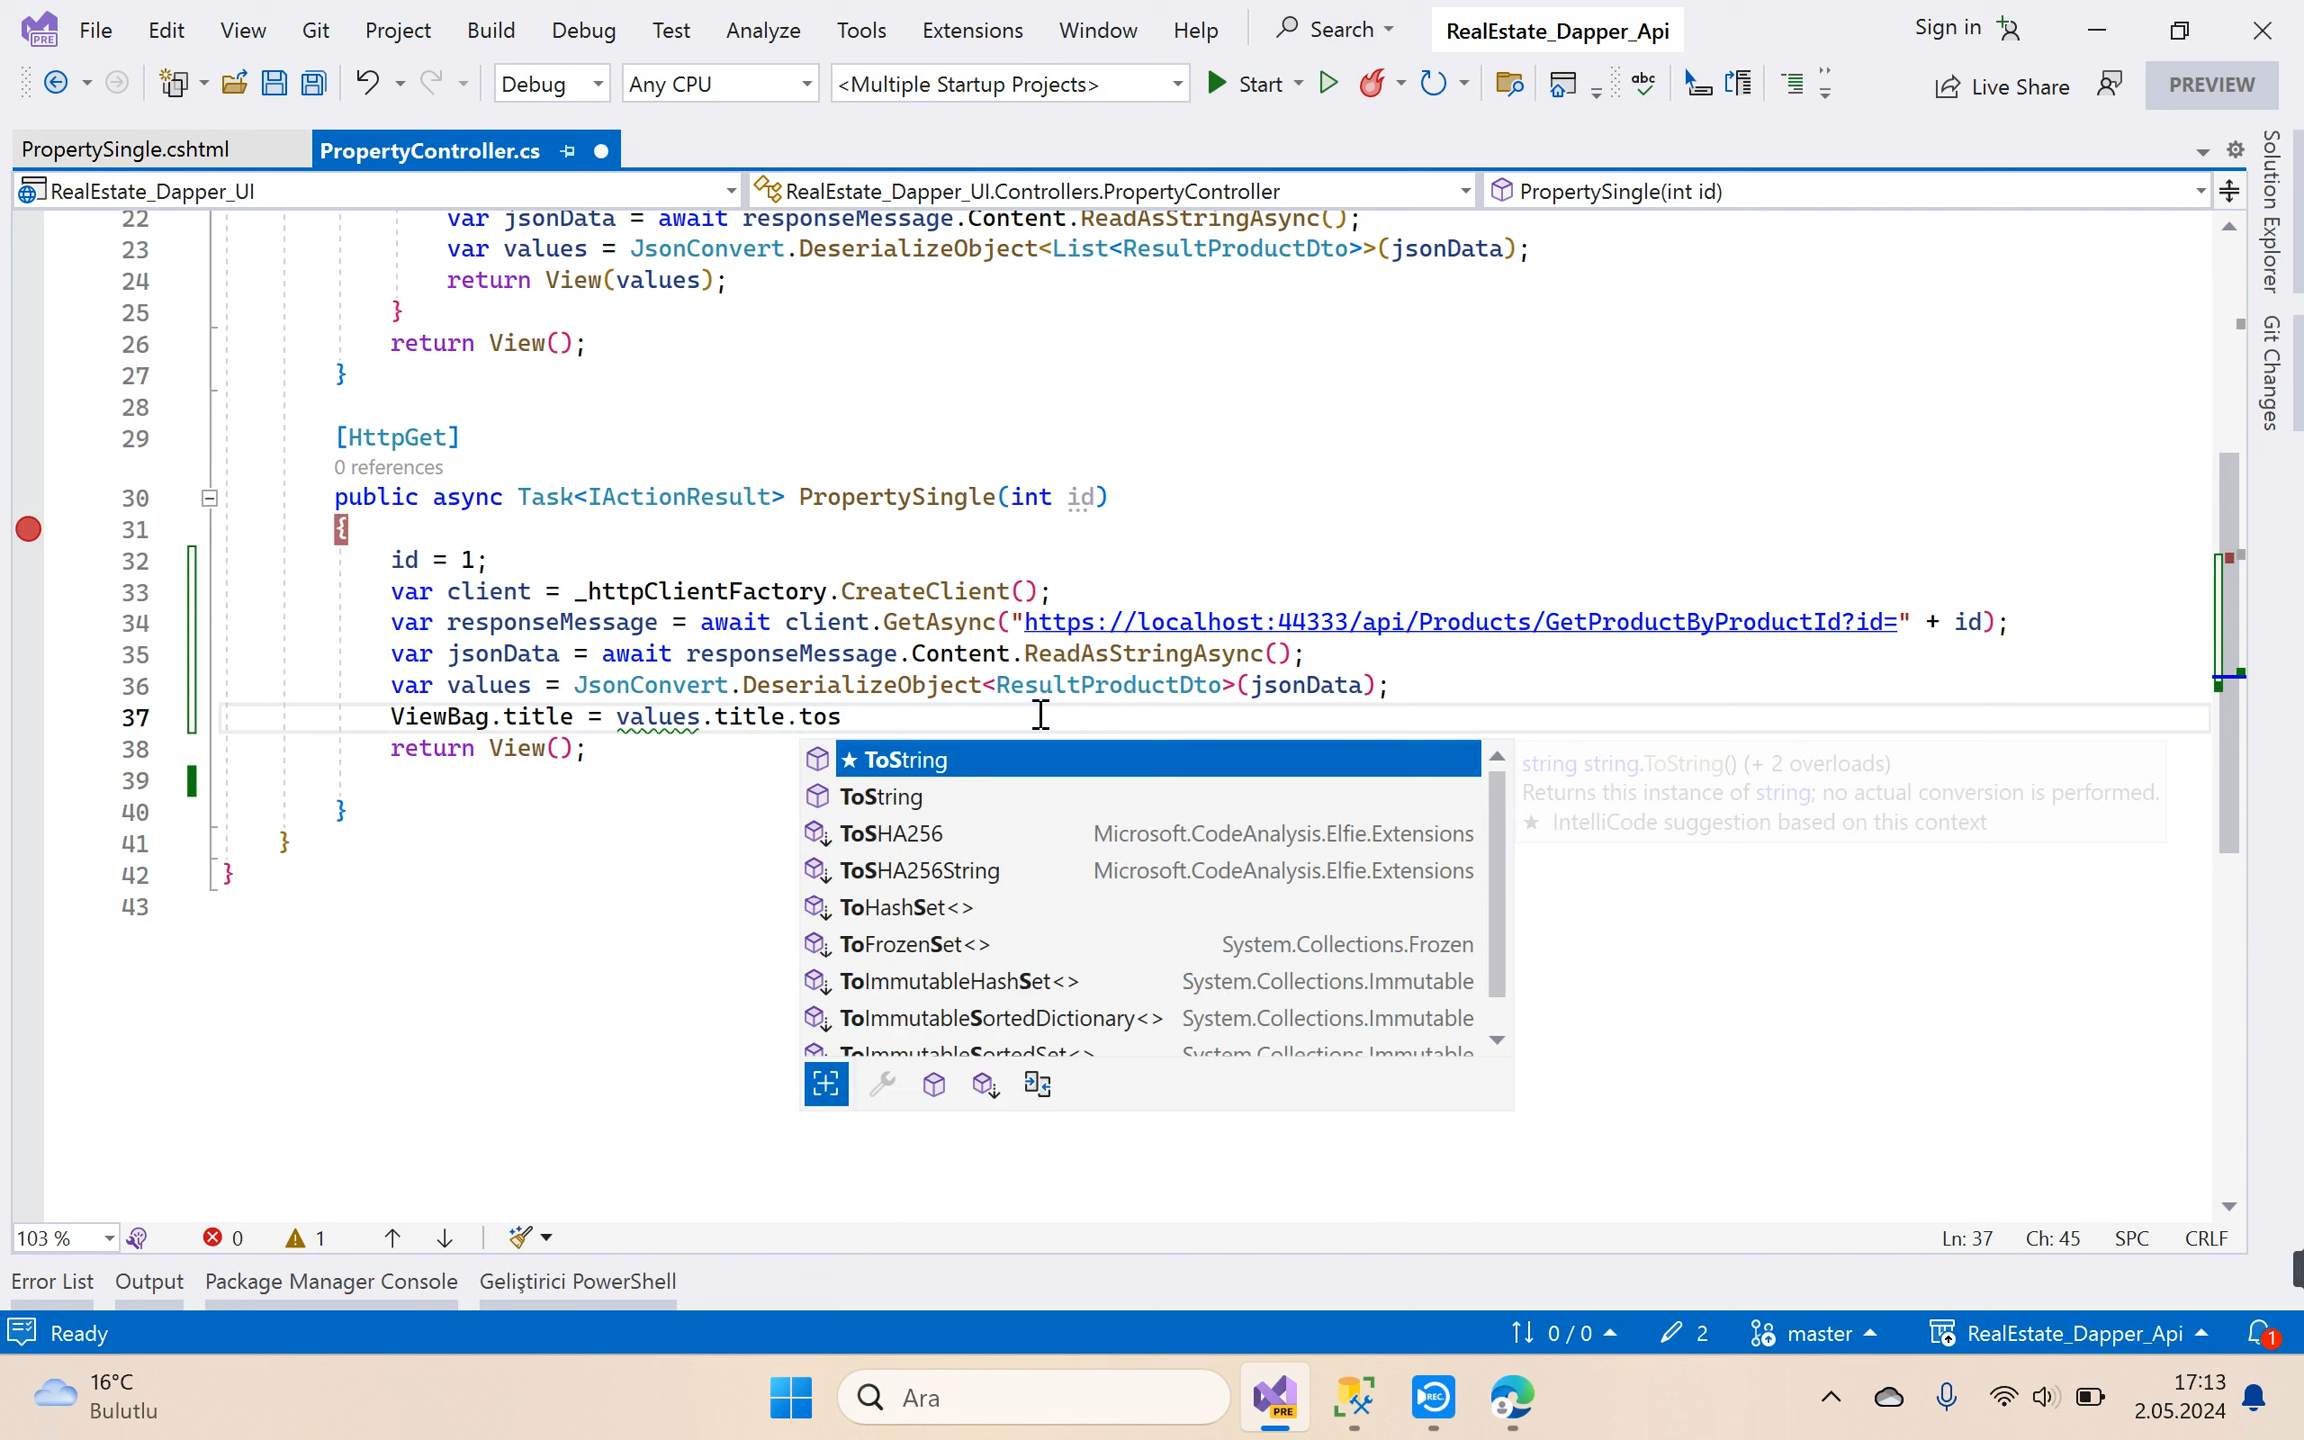 PRE File Edit View Git Project Build Debug Test Analyze Tools Extensions Window Help Search RealEstate_Dapper_Api Sign in
Debug Any CPU <Multiple Startup Projects> Start abc Live Share PREVIEW
PropertySingle.cshtml PropertyController.cs
RealEstate_Dapper_UI RealEstate_Dapper_UI.Controllers.PropertyController PropertySingle(int id)
Solution Explorer
Git Changes
22 var jsonData = await responseMessage.Content.ReadAsStringAsync();
23 var values = JsonConvert.DeserializeObject<List<ResultProductDto>>(jsonData);
24 return View(values);
25 }
26 return View();
27 }
28
29 [HttpGet]
0 references
30 public async Task<IActionResult> PropertySingle(int id)
31 {
32 id = 1;
33 var client = _httpClientFactory.CreateClient();
34 var responseMessage = await client.GetAsync("https://localhost:44333/api/Products/GetProductByProductId?id=" + id);
35 var jsonData = await responseMessage.Content.ReadAsStringAsync();
36 var values = JsonConvert.DeserializeObject<ResultProductDto>(jsonData);
37 ViewBag.title = values.title.tos
38 return View();
39
40 }
41 }
42 }
43
★ ToString
ToString
ToSHA256 Microsoft.CodeAnalysis.Elfie.Extensions
ToSHA256String Microsoft.CodeAnalysis.Elfie.Extensions
ToHashSet<>
ToFrozenSet<> System.Collections.Frozen
ToImmutableHashSet<> System.Collections.Immutable
ToImmutableSortedDictionary<> System.Collections.Immutable
ToImmutableSortedSet<> System.Collections.Immutable
string string.ToString() (+ 2 overloads)
Returns this instance of string; no actual conversion is performed.
★ IntelliCode suggestion based on this context
103 % 0 1 Ln: 37 Ch: 45 SPC CRLF
Error List Output Package Manager Console Geliştirici PowerShell
Ready 0 / 0 2 master RealEstate_Dapper_Api 1
16°C
Bulutlu
Ara
PRE
REC
17:13
2.05.2024